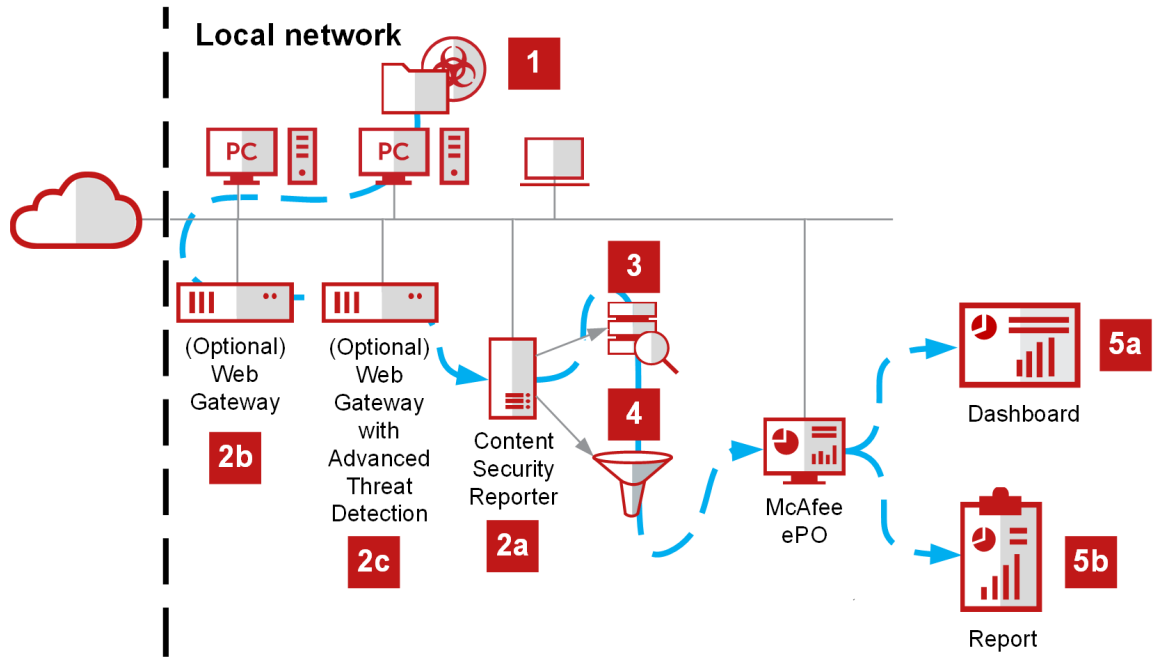 Local network
1
PC
PC
3
(Optional)
Web
Gateway
2b
(Optional)
Web
Gateway
with
Advanced
Threat
Detection
2c
Content
Security
Reporter
2a
4
McAfee
ePO
5a
Dashboard
5b
Report